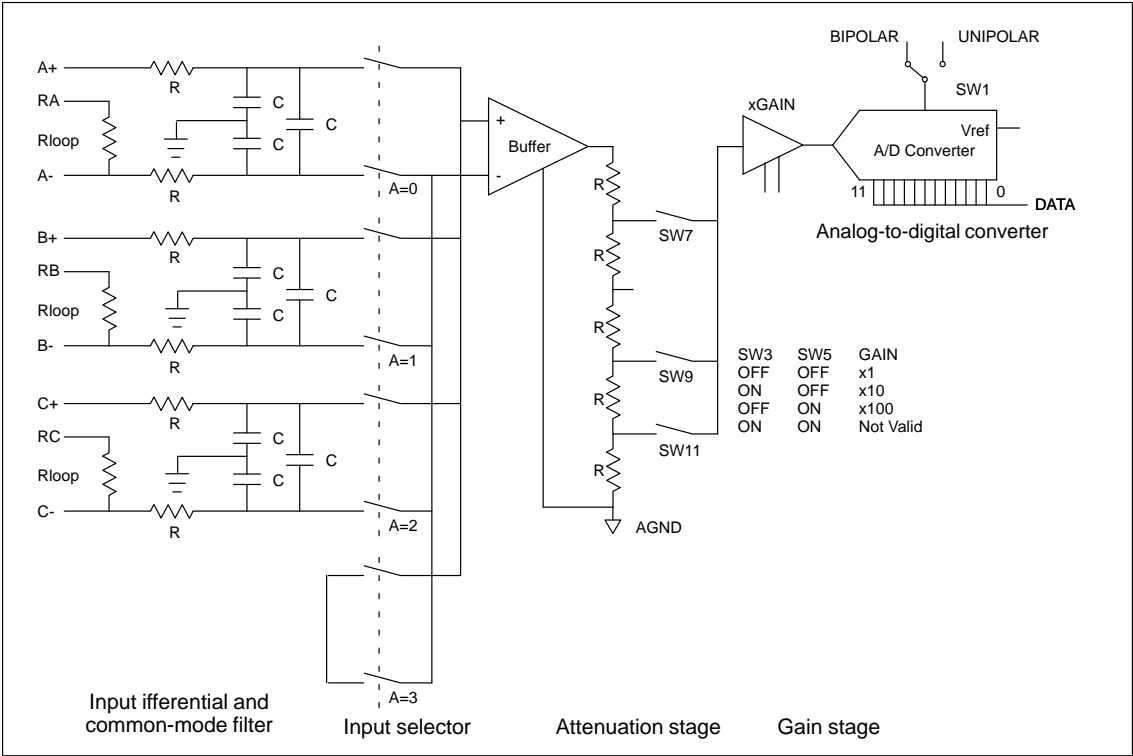 BIPOLAR UNIPOLAR
SW1
A+
R
C
C
C
RA
Rloop
A-
R
A=0
+
-
Buffer
R
xGAIN
Vref
A/D Converter
11 0
DATA
Analog-to-digital converter
B+
R
C
C
C
RB
Rloop
B-
R
A=1
SW7
R
R
SW9
SW3 SW5 GAIN
OFF OFF x1
ON OFF x10
OFF ON x100
ON ON Not Valid
C+
R
C
C
C
RC
Rloop
C-
R
A=2
R
SW11
R
AGND
A=3
Input ifferential and
common-mode filter
Input selector
Attenuation stage
Gain stage